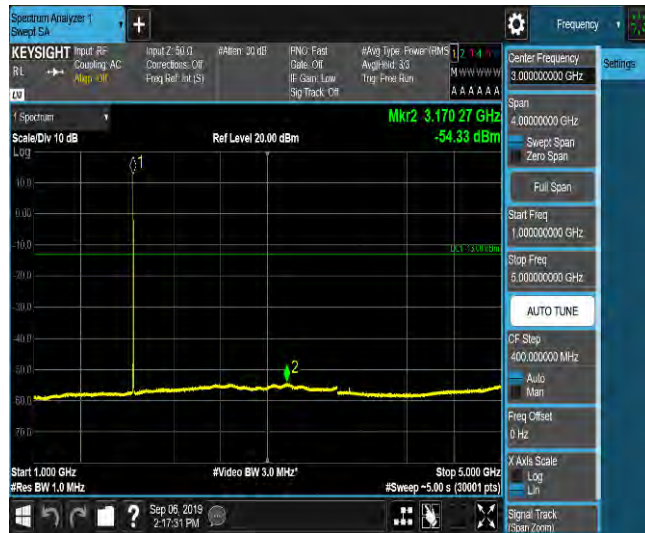 Spectrum Analyzer 1
Swept SA
+
Frequency
KEYSIGHT
RL
Input: RF
Coupling: AC
Align: Off
Input Z: 50 Ω
Corrections: Off
Freq Ref: Int (S)
#Atten: 30 dB
PNO: Fast
Gate: Off
IF Gain: Low
Sig Track: Off
#Avg Type: Power (RMS
Avg|Hold: 3/3
Trig: Free Run
M W W W W W
A A A A A A
1 Spectrum
Scale/Div 10 dB
Log
Ref Level 20.00 dBm
Mkr2 3.170 27 GHz
-54.33 dBm
1
10.0
0.00
-10.0
DL1 -13.00 dBm
-20.0
-30.0
-40.0
-50.0
2
-60.0
-70.0
Start 1.000 GHz
#Video BW 3.0 MHz*
Stop 5.000 GHz
#Res BW 1.0 MHz
#Sweep ~5.00 s (30001 pts)
?
Sep 06, 2019
2:17:31 PM
Center Frequency
3.000000000 GHz
Settings
Span
4.00000000 GHz
Swept Span
Zero Span
Full Span
Start Freq
1.000000000 GHz
Stop Freq
5.000000000 GHz
AUTO TUNE
CF Step
400.000000 MHz
Auto
Man
Freq Offset
0 Hz
X Axis Scale
Log
Lin
Signal Track
(Span Zoom)